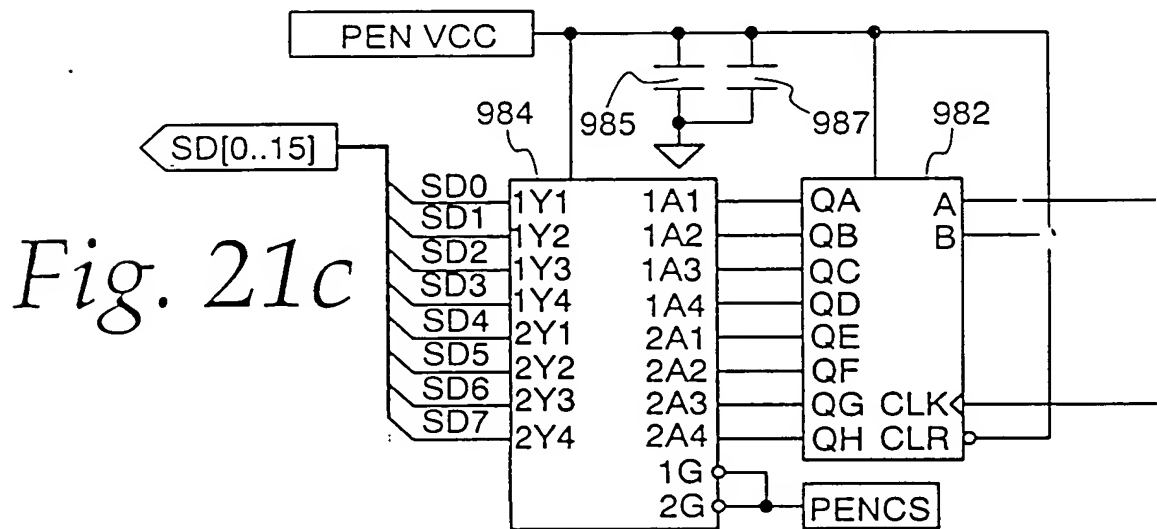 PEN VCC
984
985
987
982
SD[0..15]
SD0 1Y1 1A1 QA A
SD1 1Y2 1A2 QB B
SD2 1Y3 1A3 QC
SD3 1Y4 1A4 QD
SD4 2Y1 2A1 QE
SD5 2Y2 2A2 QF
SD6 2Y3 2A3 QG CLK
SD7 2Y4 2A4 QH CLR
1G
2G PENCS
Fig. 21c